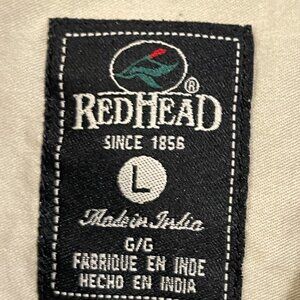 ®
REDHEAD
SINCE 1856
L
Made in India
G/G
FABRIQUE EN INDE
HECHO EN INDIA